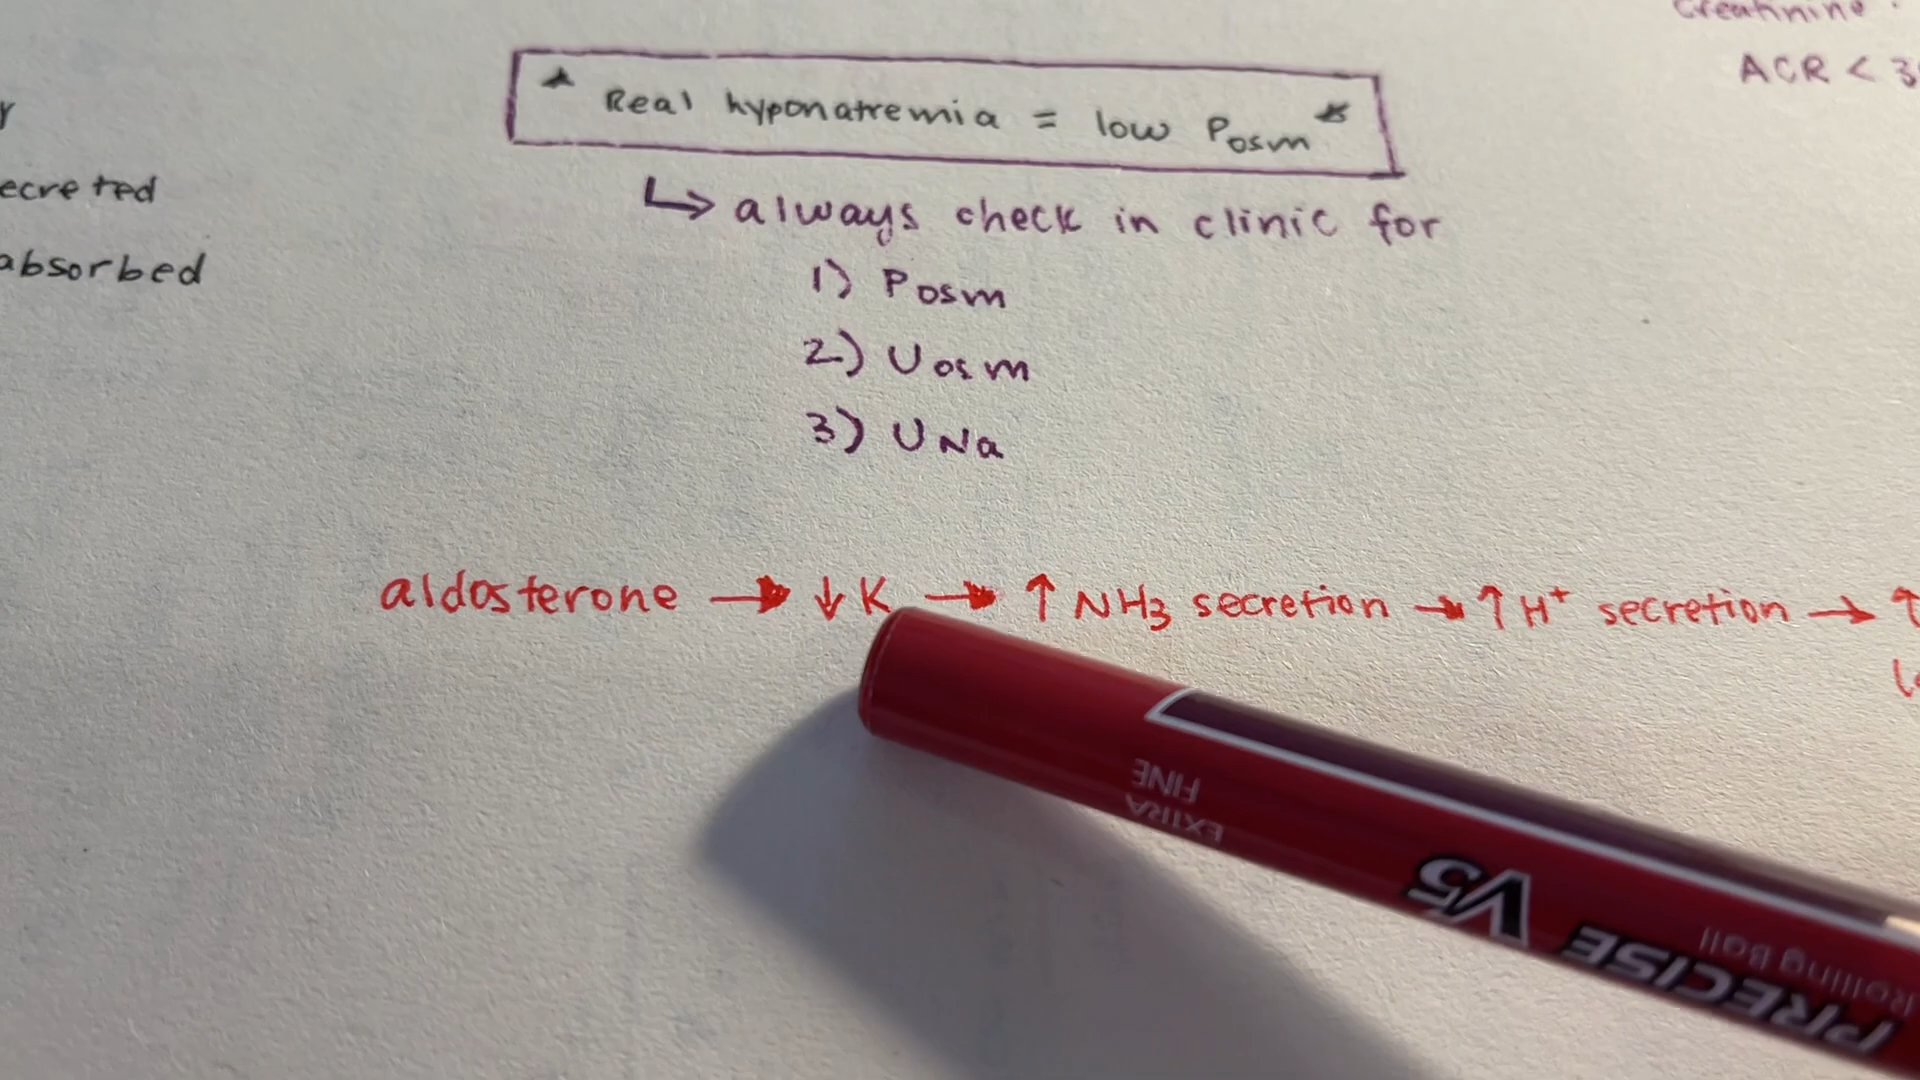 Creatinine
ACR < 3
* Real hyponatremia = low Posm *
↳ always check in clinic for
ecreted
absorbed
1) Posm
2) Uosm
3) UNa
aldosterone → ↓ K → ↑ NH3 secretion → ↑ H+ secretion → ↑
EXTRA
FINE
PRECISE V5
Rolling Ball